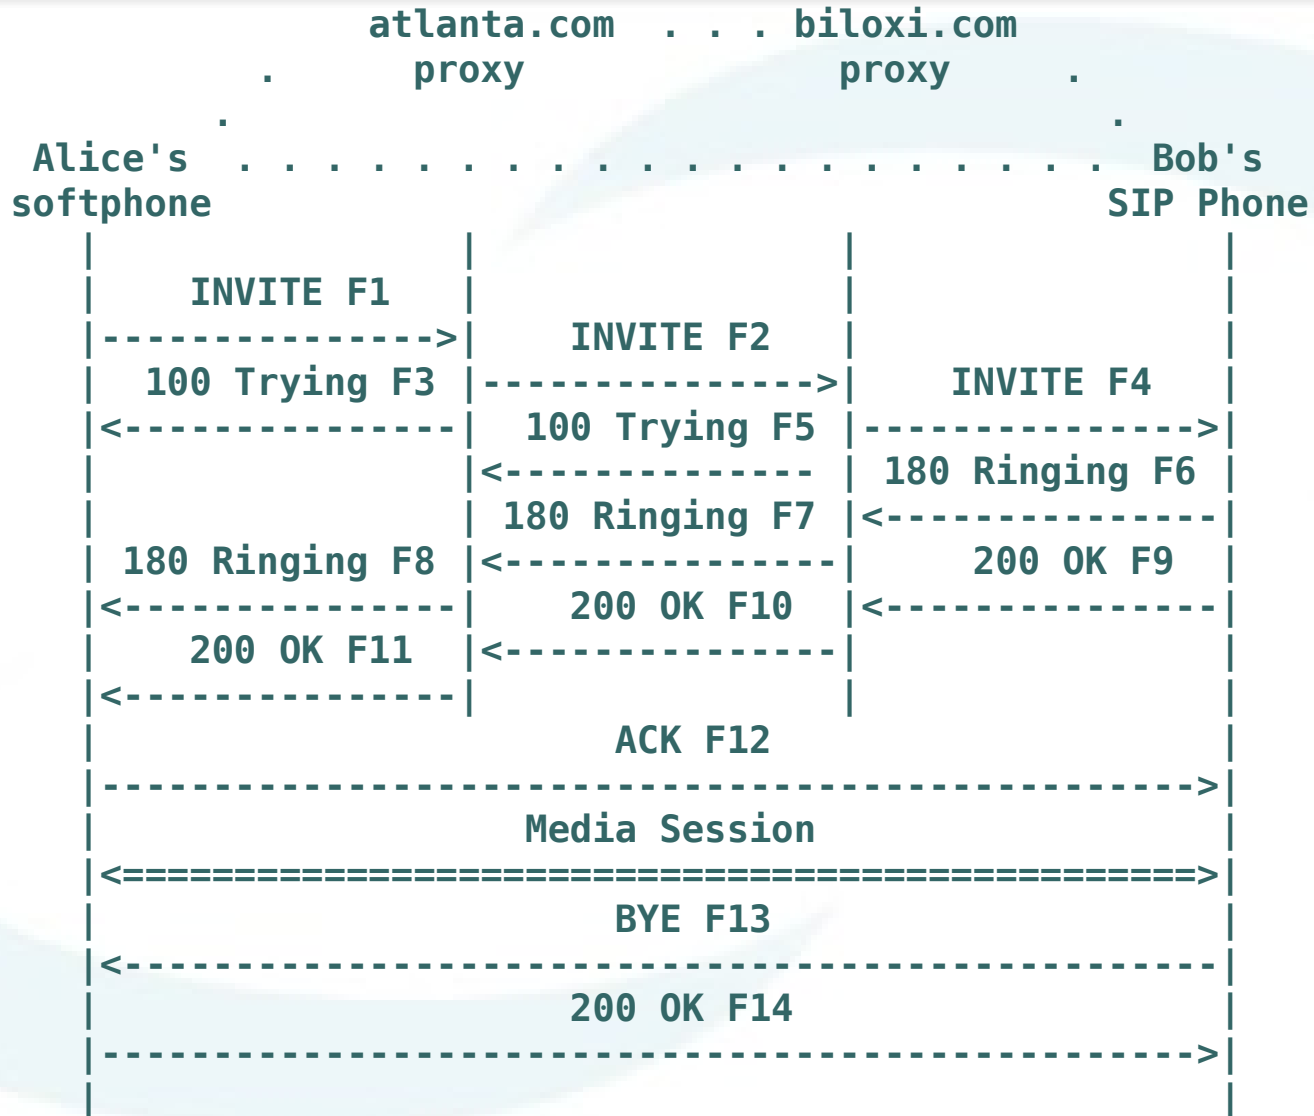 atlanta.com  . . . biloxi.com
           .      proxy              proxy     .
         .                                       .
 Alice's  . . . . . . . . . . . . . . . . . . . .  Bob's
softphone                                        SIP Phone
   |                |                |                |
   |    INVITE F1   |                |                |
   |--------------->|    INVITE F2   |                |
   |  100 Trying F3 |--------------->|    INVITE F4   |
   |<---------------|  100 Trying F5 |--------------->|
   |                |<-------------- | 180 Ringing F6 |
   |                | 180 Ringing F7 |<---------------|
   | 180 Ringing F8 |<---------------|     200 OK F9  |
   |<---------------|    200 OK F10  |<---------------|
   |    200 OK F11  |<---------------|                |
   |<---------------|                |                |
   |                       ACK F12                    |
   |------------------------------------------------->|
   |                   Media Session                  |
   |<================================================>|
   |                       BYE F13                    |
   |<-------------------------------------------------|
   |                     200 OK F14                   |
   |------------------------------------------------->|
   |                                                  |